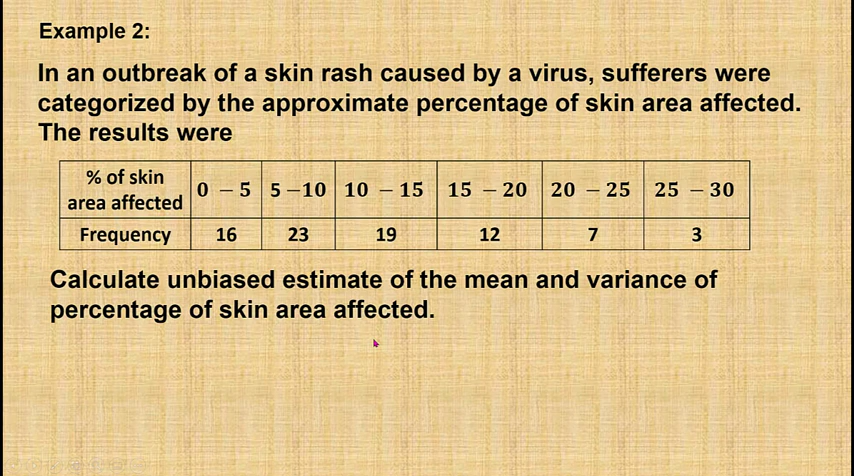 Example 2:
In an outbreak of a skin rash caused by a virus, sufferers were
categorized by the approximate percentage of skin area affected.
The results were
% of skin area affected 0 – 5 5 –10 10 – 15 15 – 20 20 – 25 25 – 30
Frequency 16 23 19 12 7 3
Calculate unbiased estimate of the mean and variance of
percentage of skin area affected.